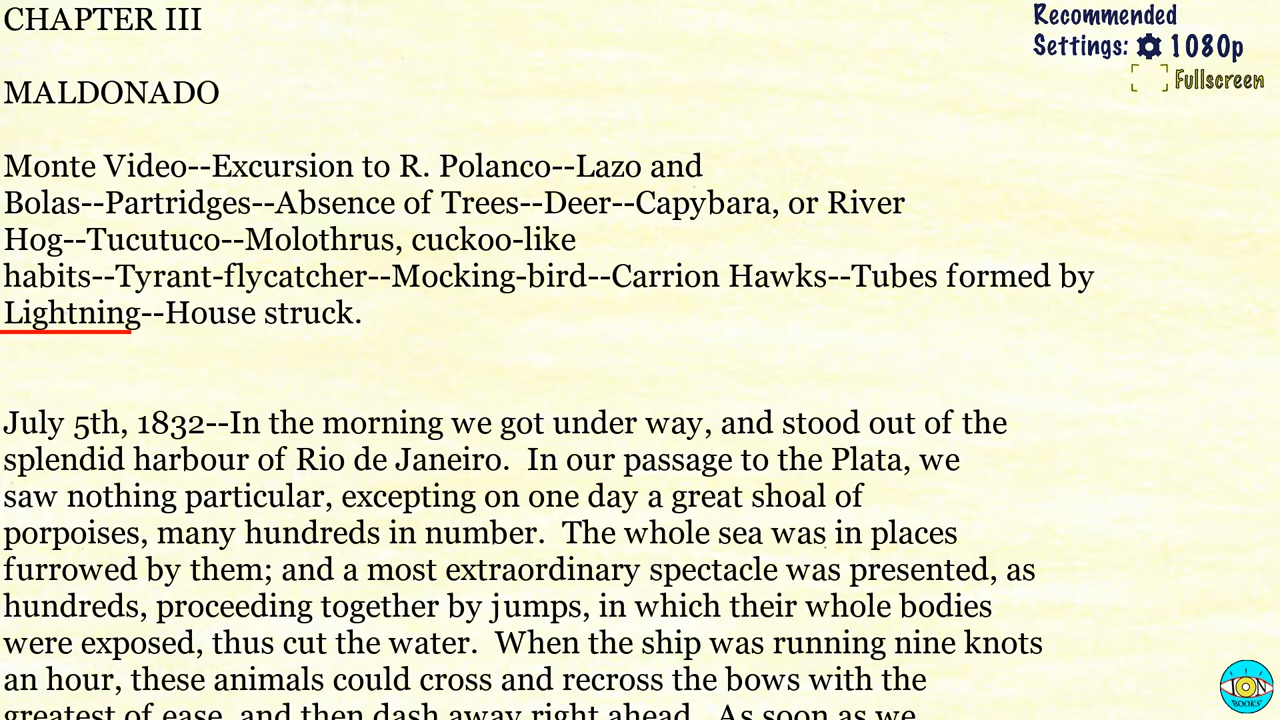 CHAPTER III
Recommended
Settings: 1080p
Fullscreen
MALDONADO
Monte Video--Excursion to R. Polanco--Lazo and
Bolas--Partridges--Absence of Trees--Deer--Capybara, or River
Hog--Tucutuco--Molothrus, cuckoo-like
habits--Tyrant-flycatcher--Mocking-bird--Carrion Hawks--Tubes formed by
Lightning--House struck.
July 5th, 1832--In the morning we got under way, and stood out of the
splendid harbour of Rio de Janeiro.  In our passage to the Plata, we
saw nothing particular, excepting on one day a great shoal of
porpoises, many hundreds in number.  The whole sea was in places
furrowed by them; and a most extraordinary spectacle was presented, as
hundreds, proceeding together by jumps, in which their whole bodies
were exposed, thus cut the water.  When the ship was running nine knots
an hour, these animals could cross and recross the bows with the
greatest of ease, and then dash away right ahead.  As soon as we
ION
BOOKS